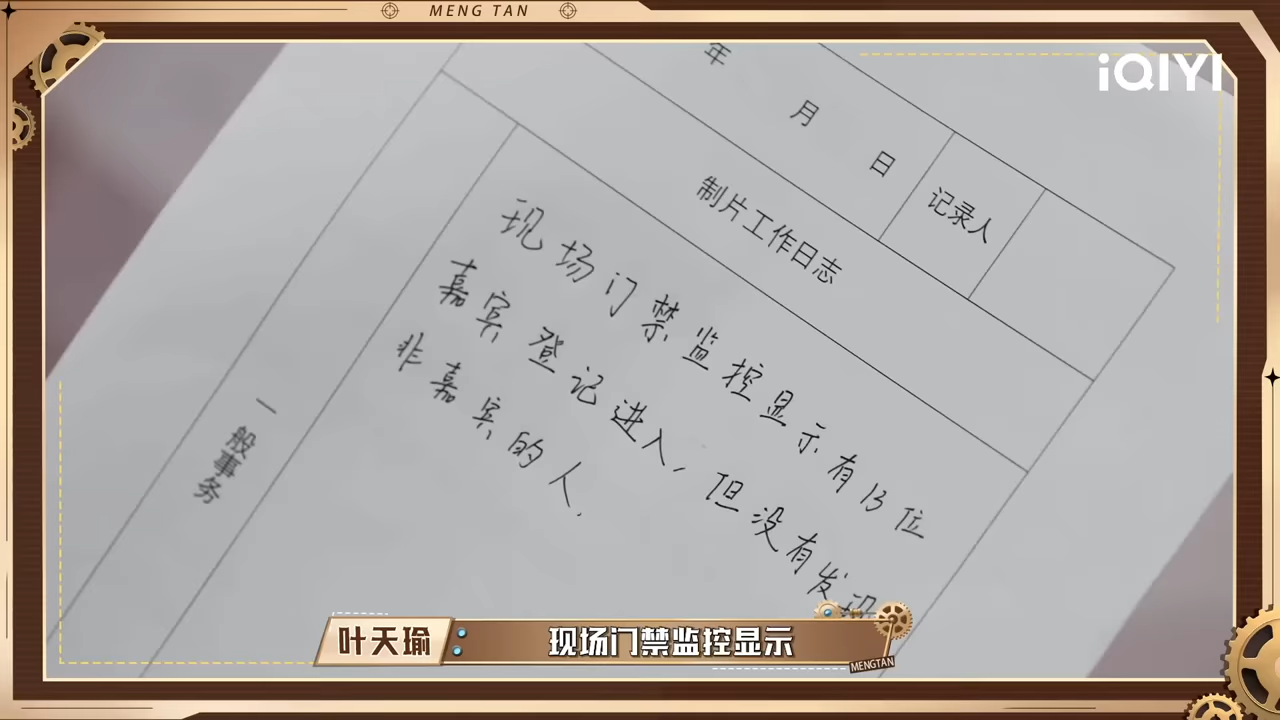 MENG TAN
iQIYI
年 月 日 记录人
制片工作日志
一般事务
现场门禁监控显示有13位
嘉宾登记进入,但没有发现
非嘉宾的人.
叶天瑜: 现场门禁监控显示
MENGTAN